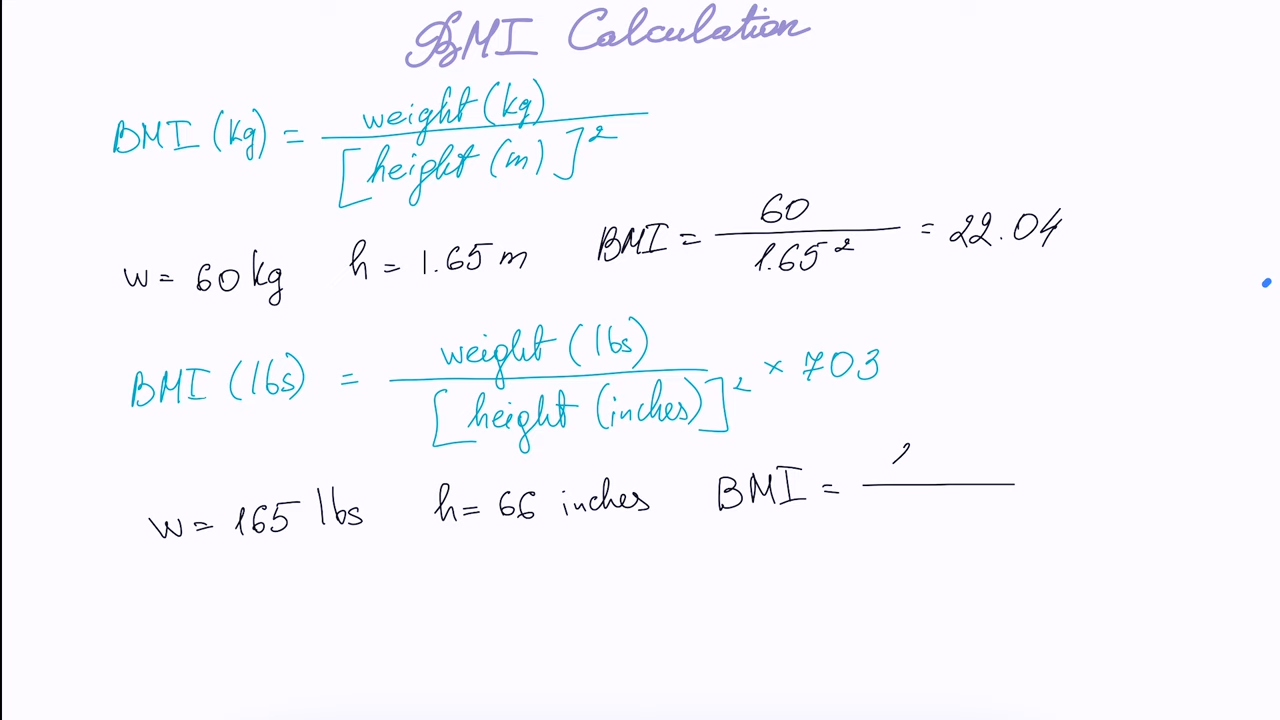 BMI Calculation
BMI (kg) = weight (kg) / [height (m)]²
w = 60 kg h = 1.65 m BMI = 60 / 1.65² = 22.04
BMI (lbs) = weight (lbs) / [height (inches)]² × 703
w = 165 lbs h = 66 inches BMI =